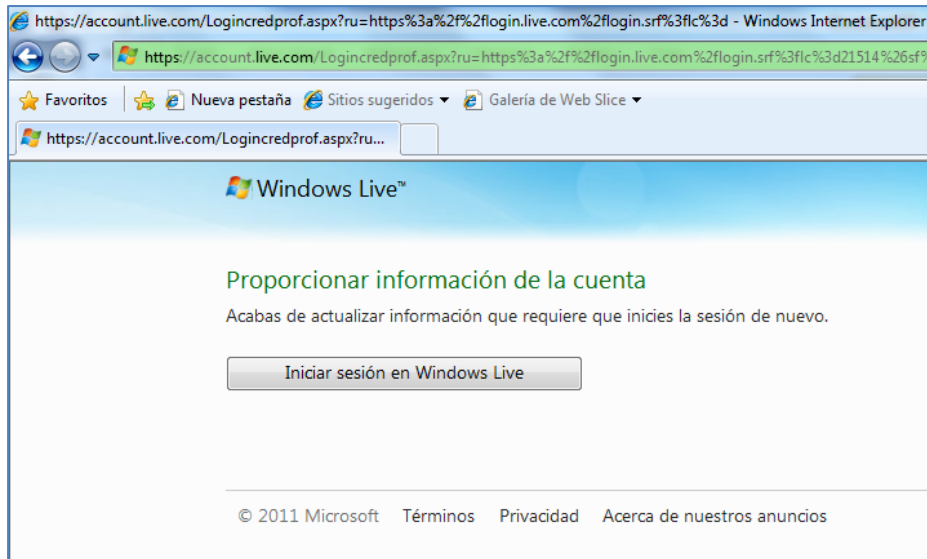 https://account.live.com/Logincredprof.aspx?ru=https%3a%2f%2flogin.live.com%2flogin.srf%3flc%3d - Windows Internet Explorer
https://account.live.com/Logincredprof.aspx?ru=https%3a%2f%2flogin.live.com%2flogin.srf%3flc%3d21514%26sf%
Favoritos Nueva pestaña Sitios sugeridos Galería de Web Slice
https://account.live.com/Logincredprof.aspx?ru...
Windows Live™
Proporcionar información de la cuenta
Acabas de actualizar información que requiere que inicies la sesión de nuevo.
Iniciar sesión en Windows Live
© 2011 Microsoft Términos Privacidad Acerca de nuestros anuncios